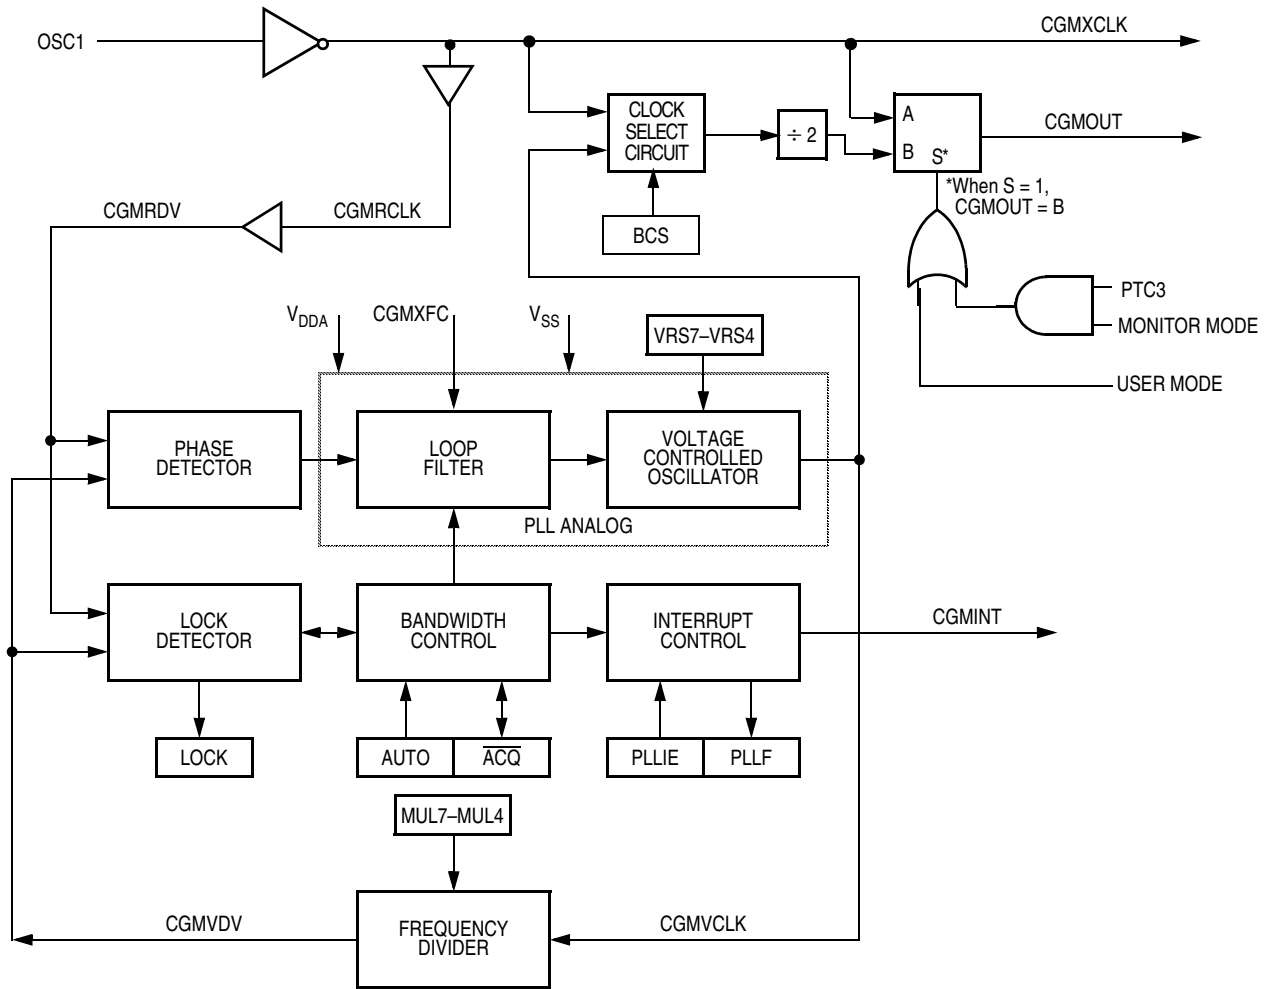 OSC1
CGMXCLK
CLOCK
SELECT
CIRCUIT
÷ 2
A
B
S*
CGMOUT
*When S = 1,
CGMOUT = B
CGMRDV
CGMRCLK
BCS
PTC3
MONITOR MODE
USER MODE
VDDA
CGMXFC
VSS
VRS7–VRS4
PHASE
DETECTOR
LOOP
FILTER
VOLTAGE
CONTROLLED
OSCILLATOR
PLL ANALOG
LOCK
DETECTOR
BANDWIDTH
CONTROL
INTERRUPT
CONTROL
CGMINT
LOCK
AUTO
ACQ
PLLIE
PLLF
MUL7–MUL4
CGMVDV
FREQUENCY
DIVIDER
CGMVCLK